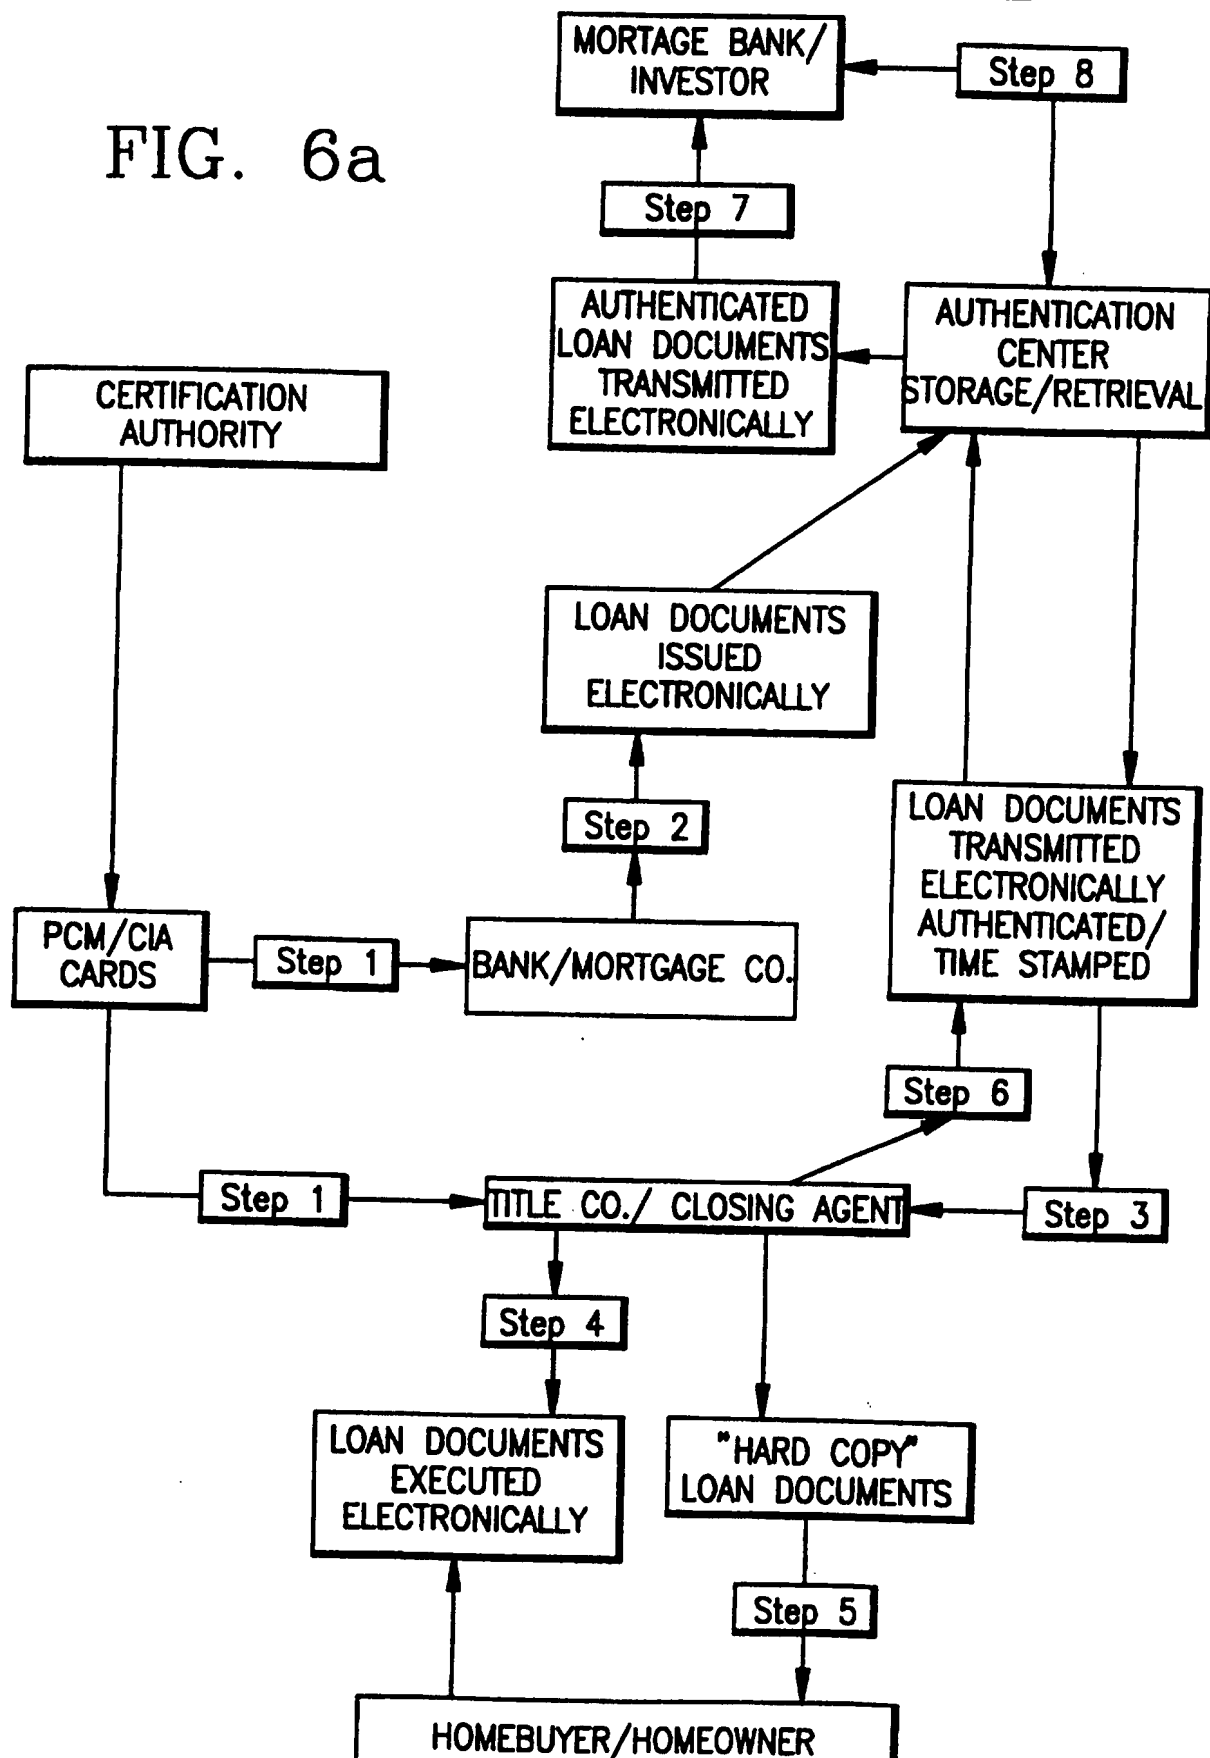 MORTAGE BANK/
INVESTOR
Step 8
FIG. 6a
Step 7
AUTHENTICATED
LOAN DOCUMENTS
TRANSMITTED
ELECTRONICALLY
AUTHENTICATION
CENTER
STORAGE/RETRIEVAL
CERTIFICATION
AUTHORITY
LOAN DOCUMENTS
ISSUED
ELECTRONICALLY
Step 2
LOAN DOCUMENTS
TRANSMITTED
ELECTRONICALLY
AUTHENTICATED/
TIME STAMPED
PCM/CIA
CARDS
Step 1
BANK/MORTGAGE CO.
Step 6
Step 1
TITLE CO./ CLOSING AGENT
Step 3
Step 4
LOAN DOCUMENTS
EXECUTED
ELECTRONICALLY
"HARD COPY"
LOAN DOCUMENTS
Step 5
HOMEBUYER/HOMEOWNER